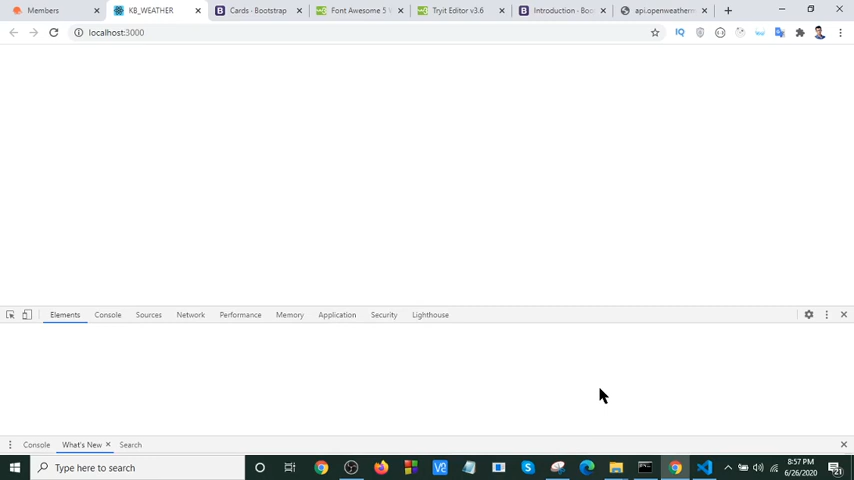 Members
KB_WEATHER
Cards · Bootstrap
Font Awesome 5
Tryit Editor v3.6
Introduction · Boo
api.openweather
localhost:3000
Elements Console Sources Network Performance Memory Application Security Lighthouse
Console What's New Search
Type here to search
8:57 PM
6/26/2020
21